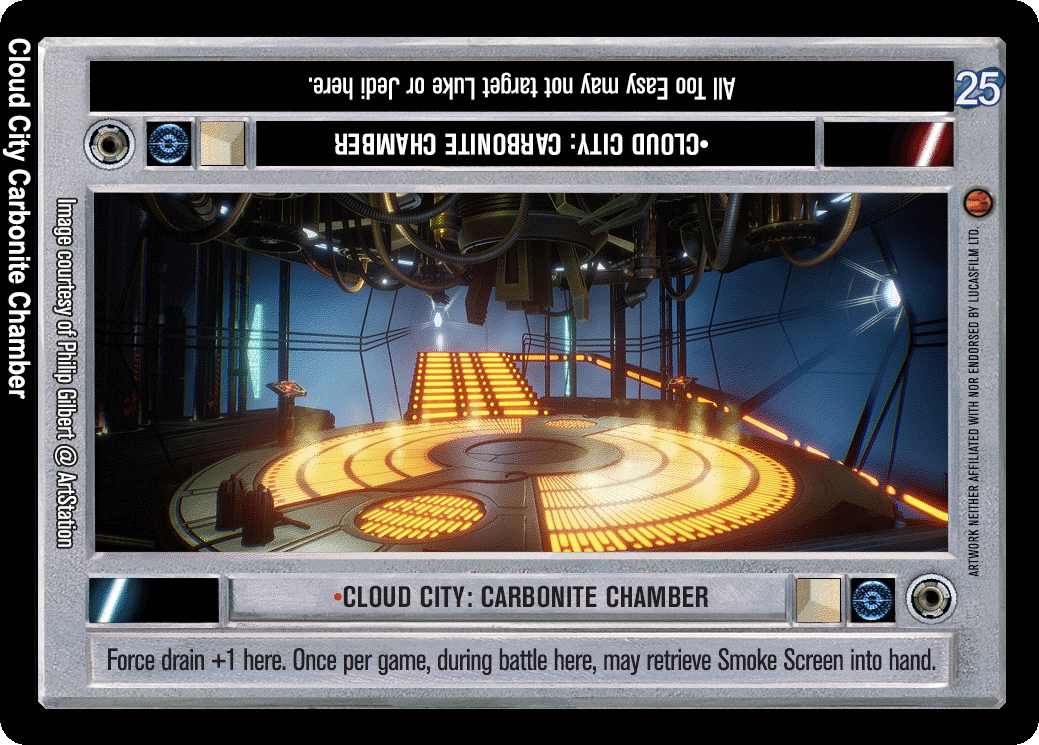 Cloud City Carbonite Chamber
All Too Easy may not target Luke or Jedi here.
25
•CLOUD CITY: CARBONITE CHAMBER
Image courtesy of Philip Gilbert @ ArtStation
ARTWORK NEITHER AFFILIATED WITH NOR ENDORSED BY LUCASFILM LTD.
•CLOUD CITY: CARBONITE CHAMBER
Force drain +1 here. Once per game, during battle here, may retrieve Smoke Screen into hand.